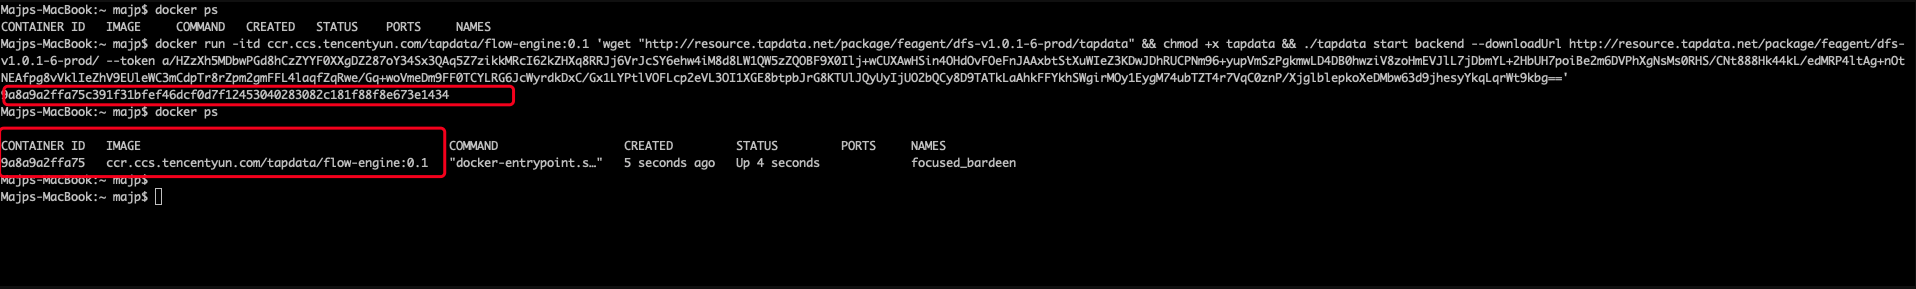 Majps-MacBook:~ majp$ docker ps
CONTAINER ID   IMAGE     COMMAND   CREATED   STATUS    PORTS     NAMES
Majps-MacBook:~ majp$ docker run -itd ccr.ccs.tencentyun.com/tapdata/flow-engine:0.1 'wget "http://resource.tapdata.net/package/feagent/dfs-v1.0.1-6-prod/tapdata" && chmod +x tapdata && ./tapdata start backend --downloadUrl http://resource.tapdata.net/package/feagent/dfs-
v1.0.1-6-prod/ --token a/HZzXh5MDbwPGd8hCzZYYF0XXgDZ287oY34Sx3QAq5Z7zikkMRcI62kZHXq8RRJj6VrJcSY6ehw4iM8d8LW1QW5zZQOBF9X0Ilj+wCUXAwHSin4OHdOvFOeFnJAAxbtStXuWIeZ3KDwJDhRUCPNm96+yupVmSzPgkmwLD4DB0hwziV8zoHmEVJlL7jDbmYL+2HbUH7poiBe2m6DVPhXgNsMs0RHS/CNt888Hk44kL/edMRP4ltAg+nOt
NEAfpg8vVklIeZhV9EUleWC3mCdpTr8rZpm2gmFFL4laqfZqRwe/Gq+woVmeDm9FF0TCYLRG6JcWyrdkDxC/Gx1LYPtlVOFLcp2eVL3OI1XGE8btpbJrG8KTUlJQyUyIjUO2bQCy8D9TATkLaAhkFFYkhSWgirMOy1EygM74ubTZT4r7VqC0znP/XjglblepkoXeDMbw63d9jhesyYkqLqrWt9kbg=='
9a8a9a2ffa75c391f31bfef46dcf0d7f12453040283082c181f88f8e673e1434
Majps-MacBook:~ majp$ docker ps
CONTAINER ID   IMAGE                                            COMMAND                  CREATED         STATUS         PORTS     NAMES
9a8a9a2ffa75   ccr.ccs.tencentyun.com/tapdata/flow-engine:0.1   "docker-entrypoint.s…"   5 seconds ago   Up 4 seconds             focused_bardeen
Majps-MacBook:~ majp$
Majps-MacBook:~ majp$